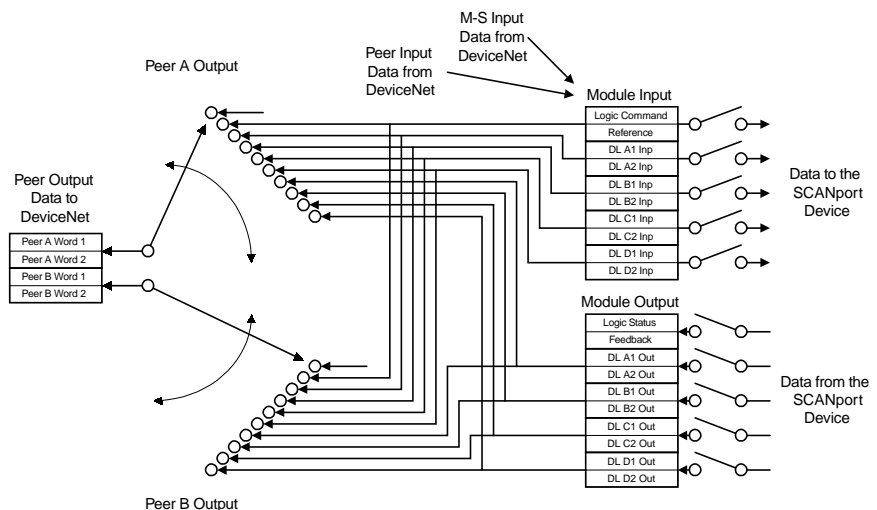 M-S Input
Data from
DeviceNet
Peer Input
Data from
DeviceNet
Peer A Output
Module Input
Logic Command
Reference
DL A1 Inp
DL A2 Inp
DL B1 Inp
DL B2 Inp
DL C1 Inp
DL C2 Inp
DL D1 Inp
DL D2 Inp
Data to the
SCANport
Device
Peer Output
Data to
DeviceNet
Peer A Word 1
Peer A Word 2
Peer B Word 1
Peer B Word 2
Module Output
Logic Status
Feedback
DL A1 Out
DL A2 Out
DL B1 Out
DL B2 Out
DL C1 Out
DL C2 Out
DL D1 Out
DL D2 Out
Data from the
SCANport
Device
Peer B Output